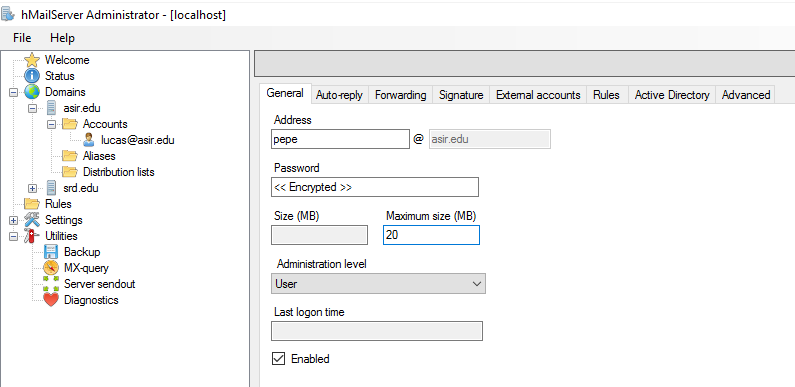 hMailServer Administrator - [localhost]
File Help
Welcome
Status
Domains
asir.edu
Accounts
lucas@asir.edu
Aliases
Distribution lists
srd.edu
Rules
Settings
Utilities
Backup
MX-query
Server sendout
Diagnostics
General Auto-reply Forwarding Signature External accounts Rules Active Directory Advanced
Address
pepe @ asir.edu
Password
<< Encrypted >>
Size (MB) Maximum size (MB)
20
Administration level
User
Last logon time
Enabled